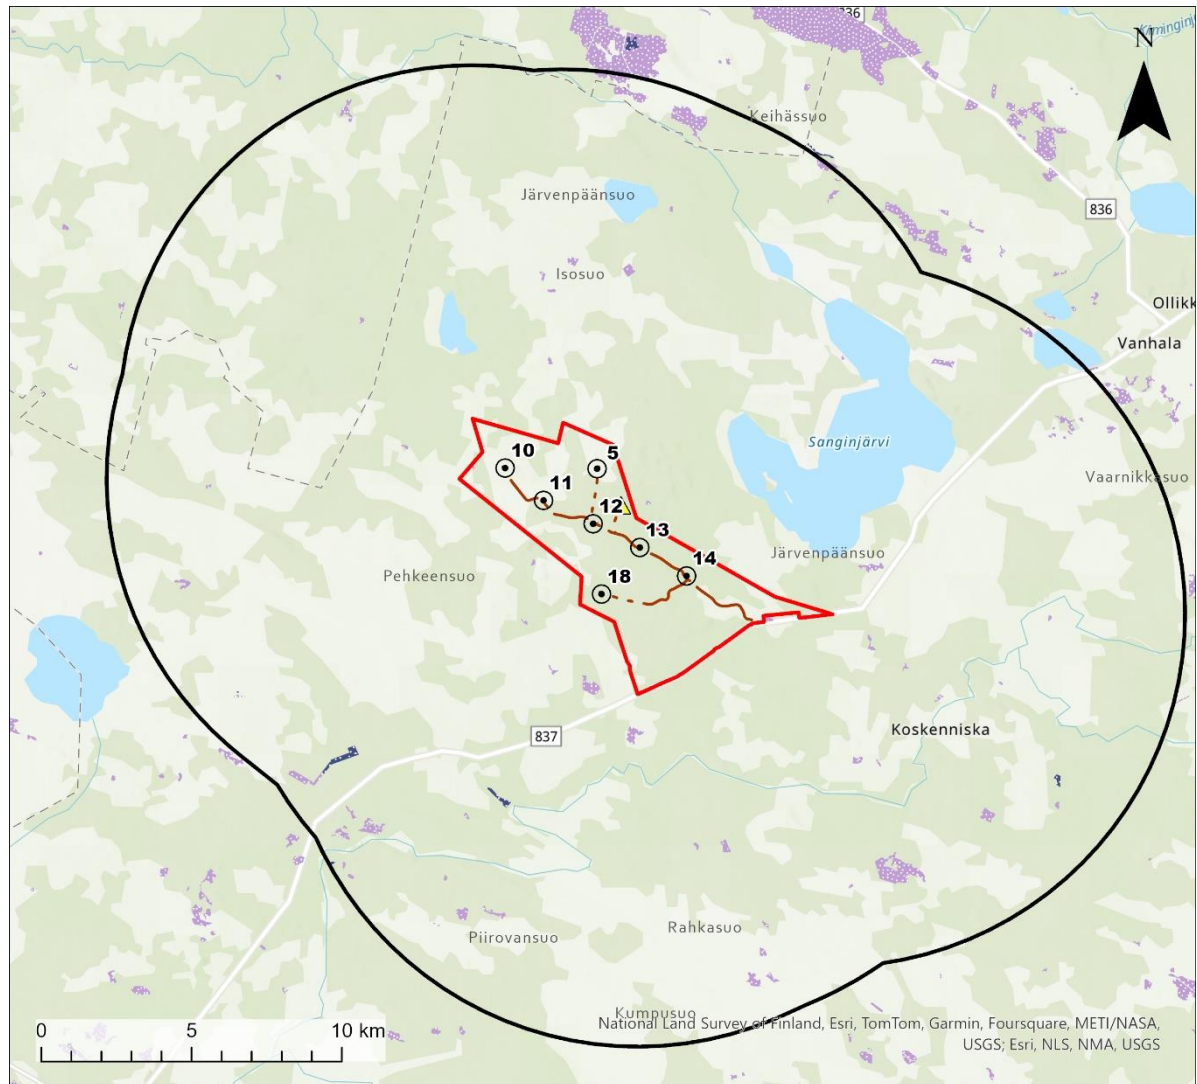 836
Kiminginj
N
Keihässuo
Järvenpäänsuo
836
Isosuo
Ollikk
Vanhala
Sanginjärvi
10
5
Vaarnikkasuo
11
12
13
Järvenpäänsuo
14
Pehkeensuo
18
837
Koskenniska
Rahkasuo
Piirovansuo
Kumpusuo
0 5 10 km
National Land Survey of Finland, Esri, TomTom, Garmin, Foursquare, METI/NASA,
USGS; Esri, NLS, NMA, USGS